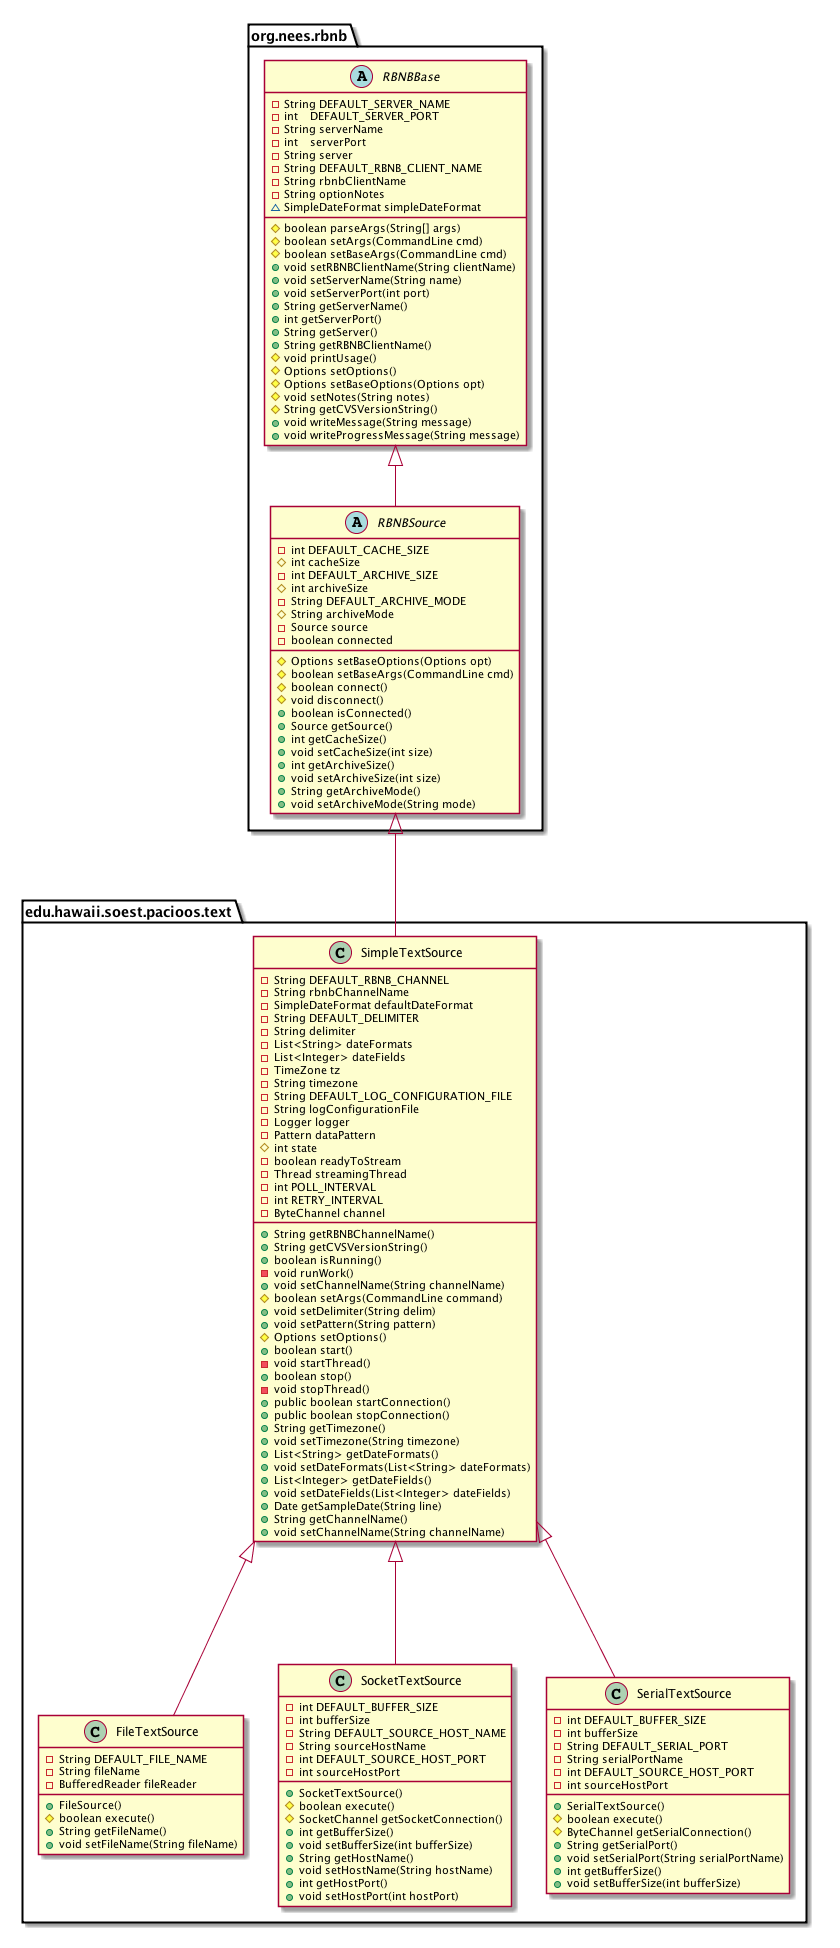 org.nees.rbnb
A RBNBBase
String DEFAULT_SERVER_NAME
int DEFAULT_SERVER_PORT
String serverName
int serverPort
String server
String DEFAULT_RBNB_CLIENT_NAME
String rbnbClientName
String optionNotes
SimpleDateFormat simpleDateFormat
boolean parseArgs(String[] args)
boolean setArgs(CommandLine cmd)
boolean setBaseArgs(CommandLine cmd)
void setRBNBClientName(String clientName)
void setServerName(String name)
void setServerPort(int port)
String getServerName()
int getServerPort()
String getServer()
String getRBNBClientName()
void printUsage()
Options setOptions()
Options setBaseOptions(Options opt)
void setNotes(String notes)
String getCVSVersionString()
void writeMessage(String message)
void writeProgressMessage(String message)
A RBNBSource
int DEFAULT_CACHE_SIZE
int cacheSize
int DEFAULT_ARCHIVE_SIZE
int archiveSize
String DEFAULT_ARCHIVE_MODE
String archiveMode
Source source
boolean connected
Options setBaseOptions(Options opt)
boolean setBaseArgs(CommandLine cmd)
boolean connect()
void disconnect()
boolean isConnected()
Source getSource()
int getCacheSize()
void setCacheSize(int size)
int getArchiveSize()
void setArchiveSize(int size)
String getArchiveMode()
void setArchiveMode(String mode)
edu.hawaii.soest.pacioos.text
C SimpleTextSource
String DEFAULT_RBNB_CHANNEL
String rbnbChannelName
SimpleDateFormat defaultDateFormat
String DEFAULT_DELIMITER
String delimiter
List<String> dateFormats
List<Integer> dateFields
TimeZone tz
String timezone
String DEFAULT_LOG_CONFIGURATION_FILE
String logConfigurationFile
Logger logger
Pattern dataPattern
int state
boolean readyToStream
Thread streamingThread
int POLL_INTERVAL
int RETRY_INTERVAL
ByteChannel channel
String getRBNBChannelName()
String getCVSVersionString()
boolean isRunning()
void runWork()
void setChannelName(String channelName)
boolean setArgs(CommandLine command)
void setDelimiter(String delim)
void setPattern(String pattern)
Options setOptions()
boolean start()
void startThread()
boolean stop()
void stopThread()
public boolean startConnection()
public boolean stopConnection()
String getTimezone()
void setTimezone(String timezone)
List<String> getDateFormats()
void setDateFormats(List<String> dateFormats)
List<Integer> getDateFields()
void setDateFields(List<Integer> dateFields)
Date getSampleDate(String line)
String getChannelName()
void setChannelName(String channelName)
C FileTextSource
String DEFAULT_FILE_NAME
String fileName
BufferedReader fileReader
FileSource()
boolean execute()
String getFileName()
void setFileName(String fileName)
C SocketTextSource
int DEFAULT_BUFFER_SIZE
int bufferSize
String DEFAULT_SOURCE_HOST_NAME
String sourceHostName
int DEFAULT_SOURCE_HOST_PORT
int sourceHostPort
SocketTextSource()
boolean execute()
SocketChannel getSocketConnection()
int getBufferSize()
void setBufferSize(int bufferSize)
String getHostName()
void setHostName(String hostName)
int getHostPort()
void setHostPort(int hostPort)
C SerialTextSource
int DEFAULT_BUFFER_SIZE
int bufferSize
String DEFAULT_SERIAL_PORT
String serialPortName
int DEFAULT_SOURCE_HOST_PORT
int sourceHostPort
SerialTextSource()
boolean execute()
ByteChannel getSerialConnection()
String getSerialPort()
void setSerialPort(String serialPortName)
int getBufferSize()
void setBufferSize(int bufferSize)